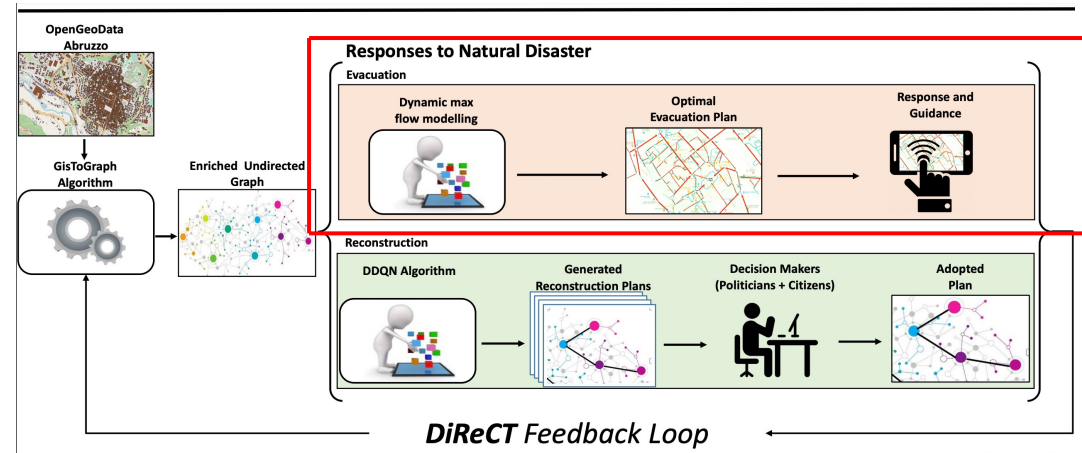 OpenGeoData
Abruzzo
GisToGraph
Algorithm
Enriched Undirected
Graph
Responses to Natural Disaster
Evacuation
Dynamic max
flow modelling
Optimal
Evacuation Plan
Response and
Guidance
Reconstruction
DDQN Algorithm
Generated
Reconstruction Plans
Decision Makers
(Politicians + Citizens)
Adopted
Plan
DiReCT Feedback Loop